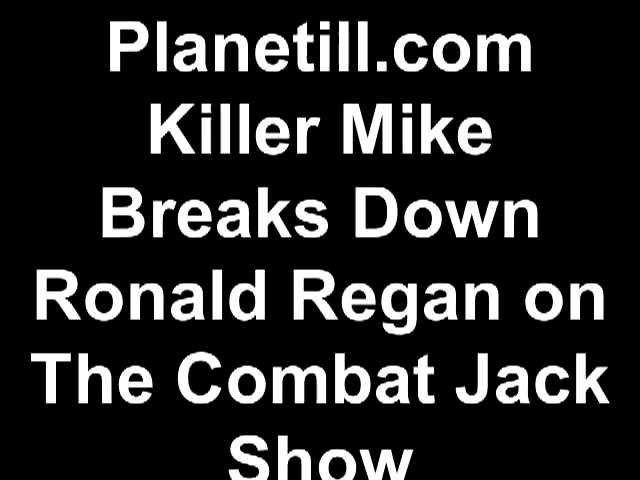 Planetill.com
Killer Mike
Breaks Down
Ronald Regan on
The Combat Jack
Show